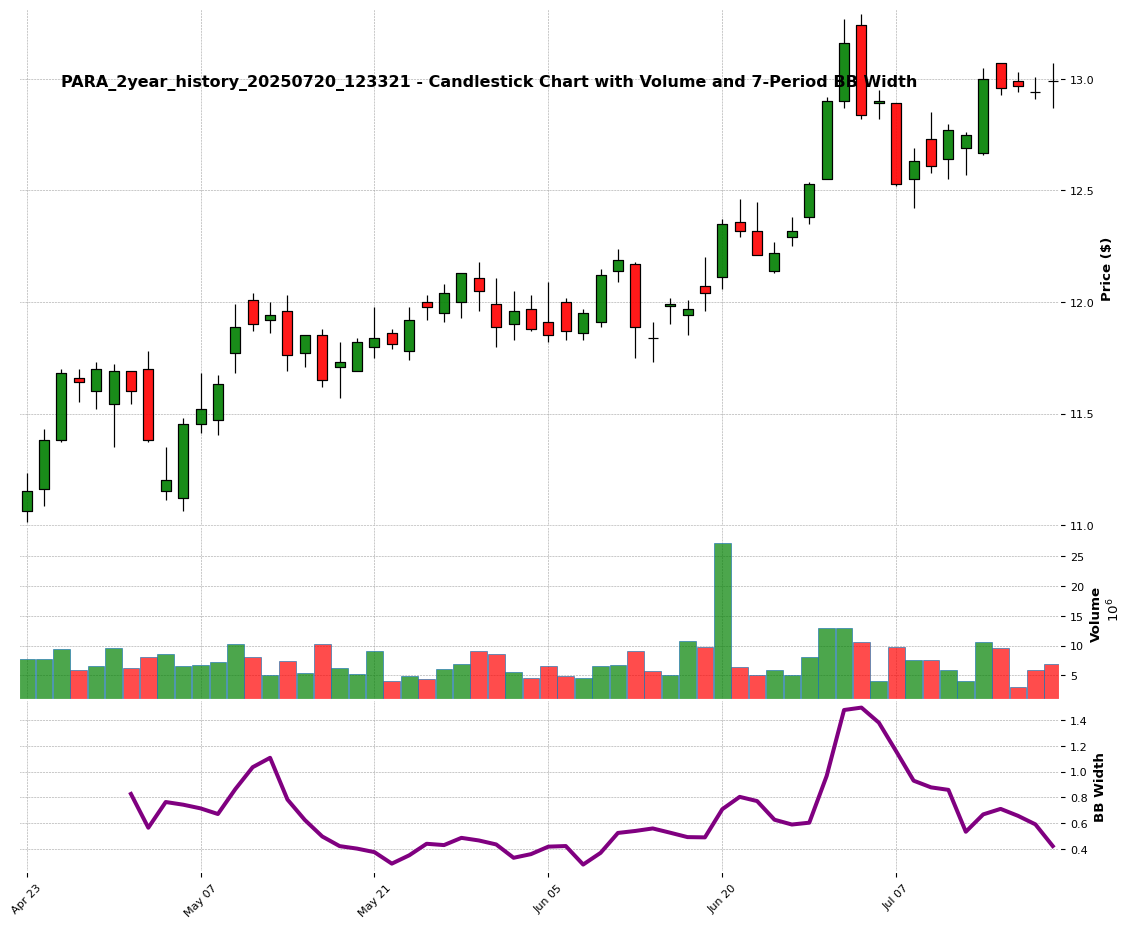 PARA_2year_history_20250720_123321 - Candlestick Chart with Volume and 7-Period BB Width
13.0
12.5
12.0
11.5
11.0
Price ($)
25
20
15
10
5
Volume
10^6
1.4
1.2
1.0
0.8
0.6
0.4
BB Width
Apr 23
May 07
May 21
Jun 05
Jun 20
Jul 07